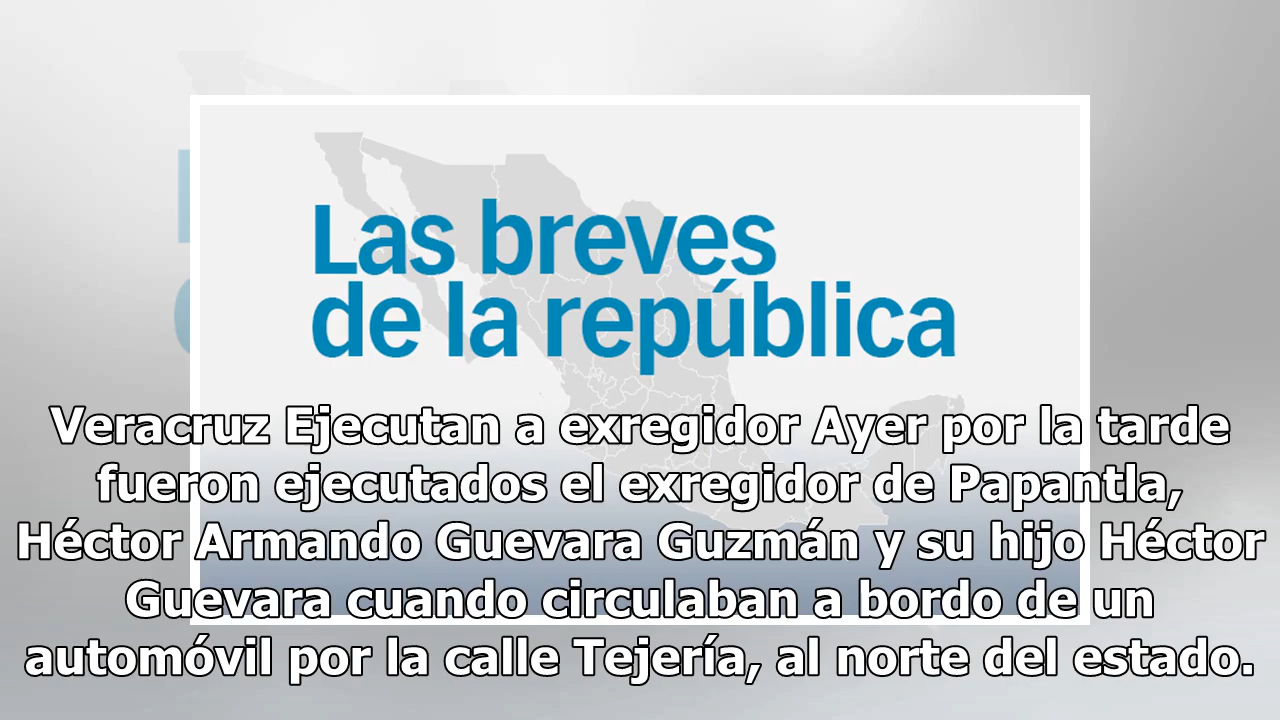 Las breves
de la república
Veracruz Ejecutan a exregidor Ayer por la tarde
fueron ejecutados el exregidor de Papantla,
Héctor Armando Guevara Guzmán y su hijo Héctor
Guevara cuando circulaban a bordo de un
automóvil por la calle Tejería, al norte del estado.